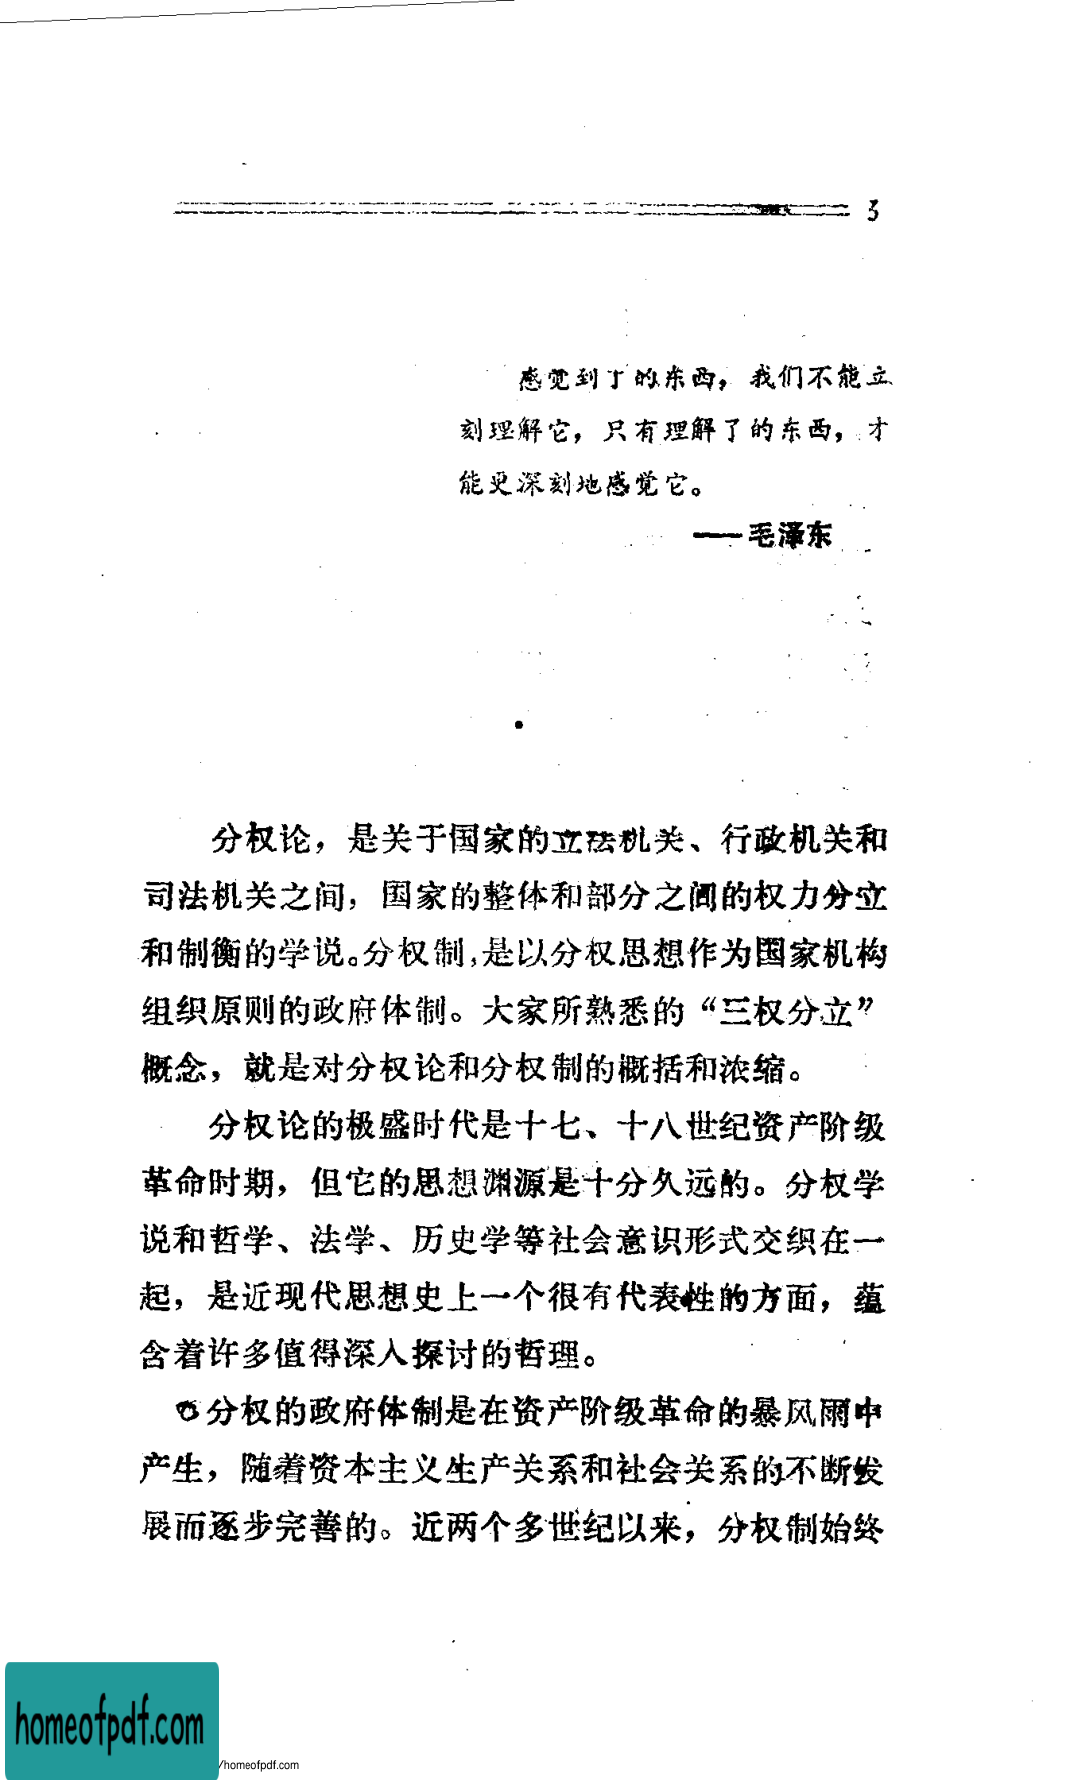 3
感觉到了的东西，我们不能立
刻理解它，只有理解了的东西，才
能更深刻地感觉它。
——毛泽东
分权论，是关于国家的立法机关、行政机关和
司法机关之间，国家的整体和部分之间的权力分立
和制衡的学说。分权制，是以分权思想作为国家机构
组织原则的政府体制。大家所熟悉的“三权分立”
概念，就是对分权论和分权制的概括和浓缩。
分权论的极盛时代是十七、十八世纪资产阶级
革命时期，但它的思想渊源是十分久远的。分权学
说和哲学、法学、历史学等社会意识形式交织在一
起，是近现代思想史上一个很有代表性的方面，蕴
含着许多值得深入探讨的哲理。
分权的政府体制是在资产阶级革命的暴风雨中
产生，随着资本主义生产关系和社会关系的不断发
展而逐步完善的。近两个多世纪以来，分权制始终
homeofpdf.com
/homeofpdf.com